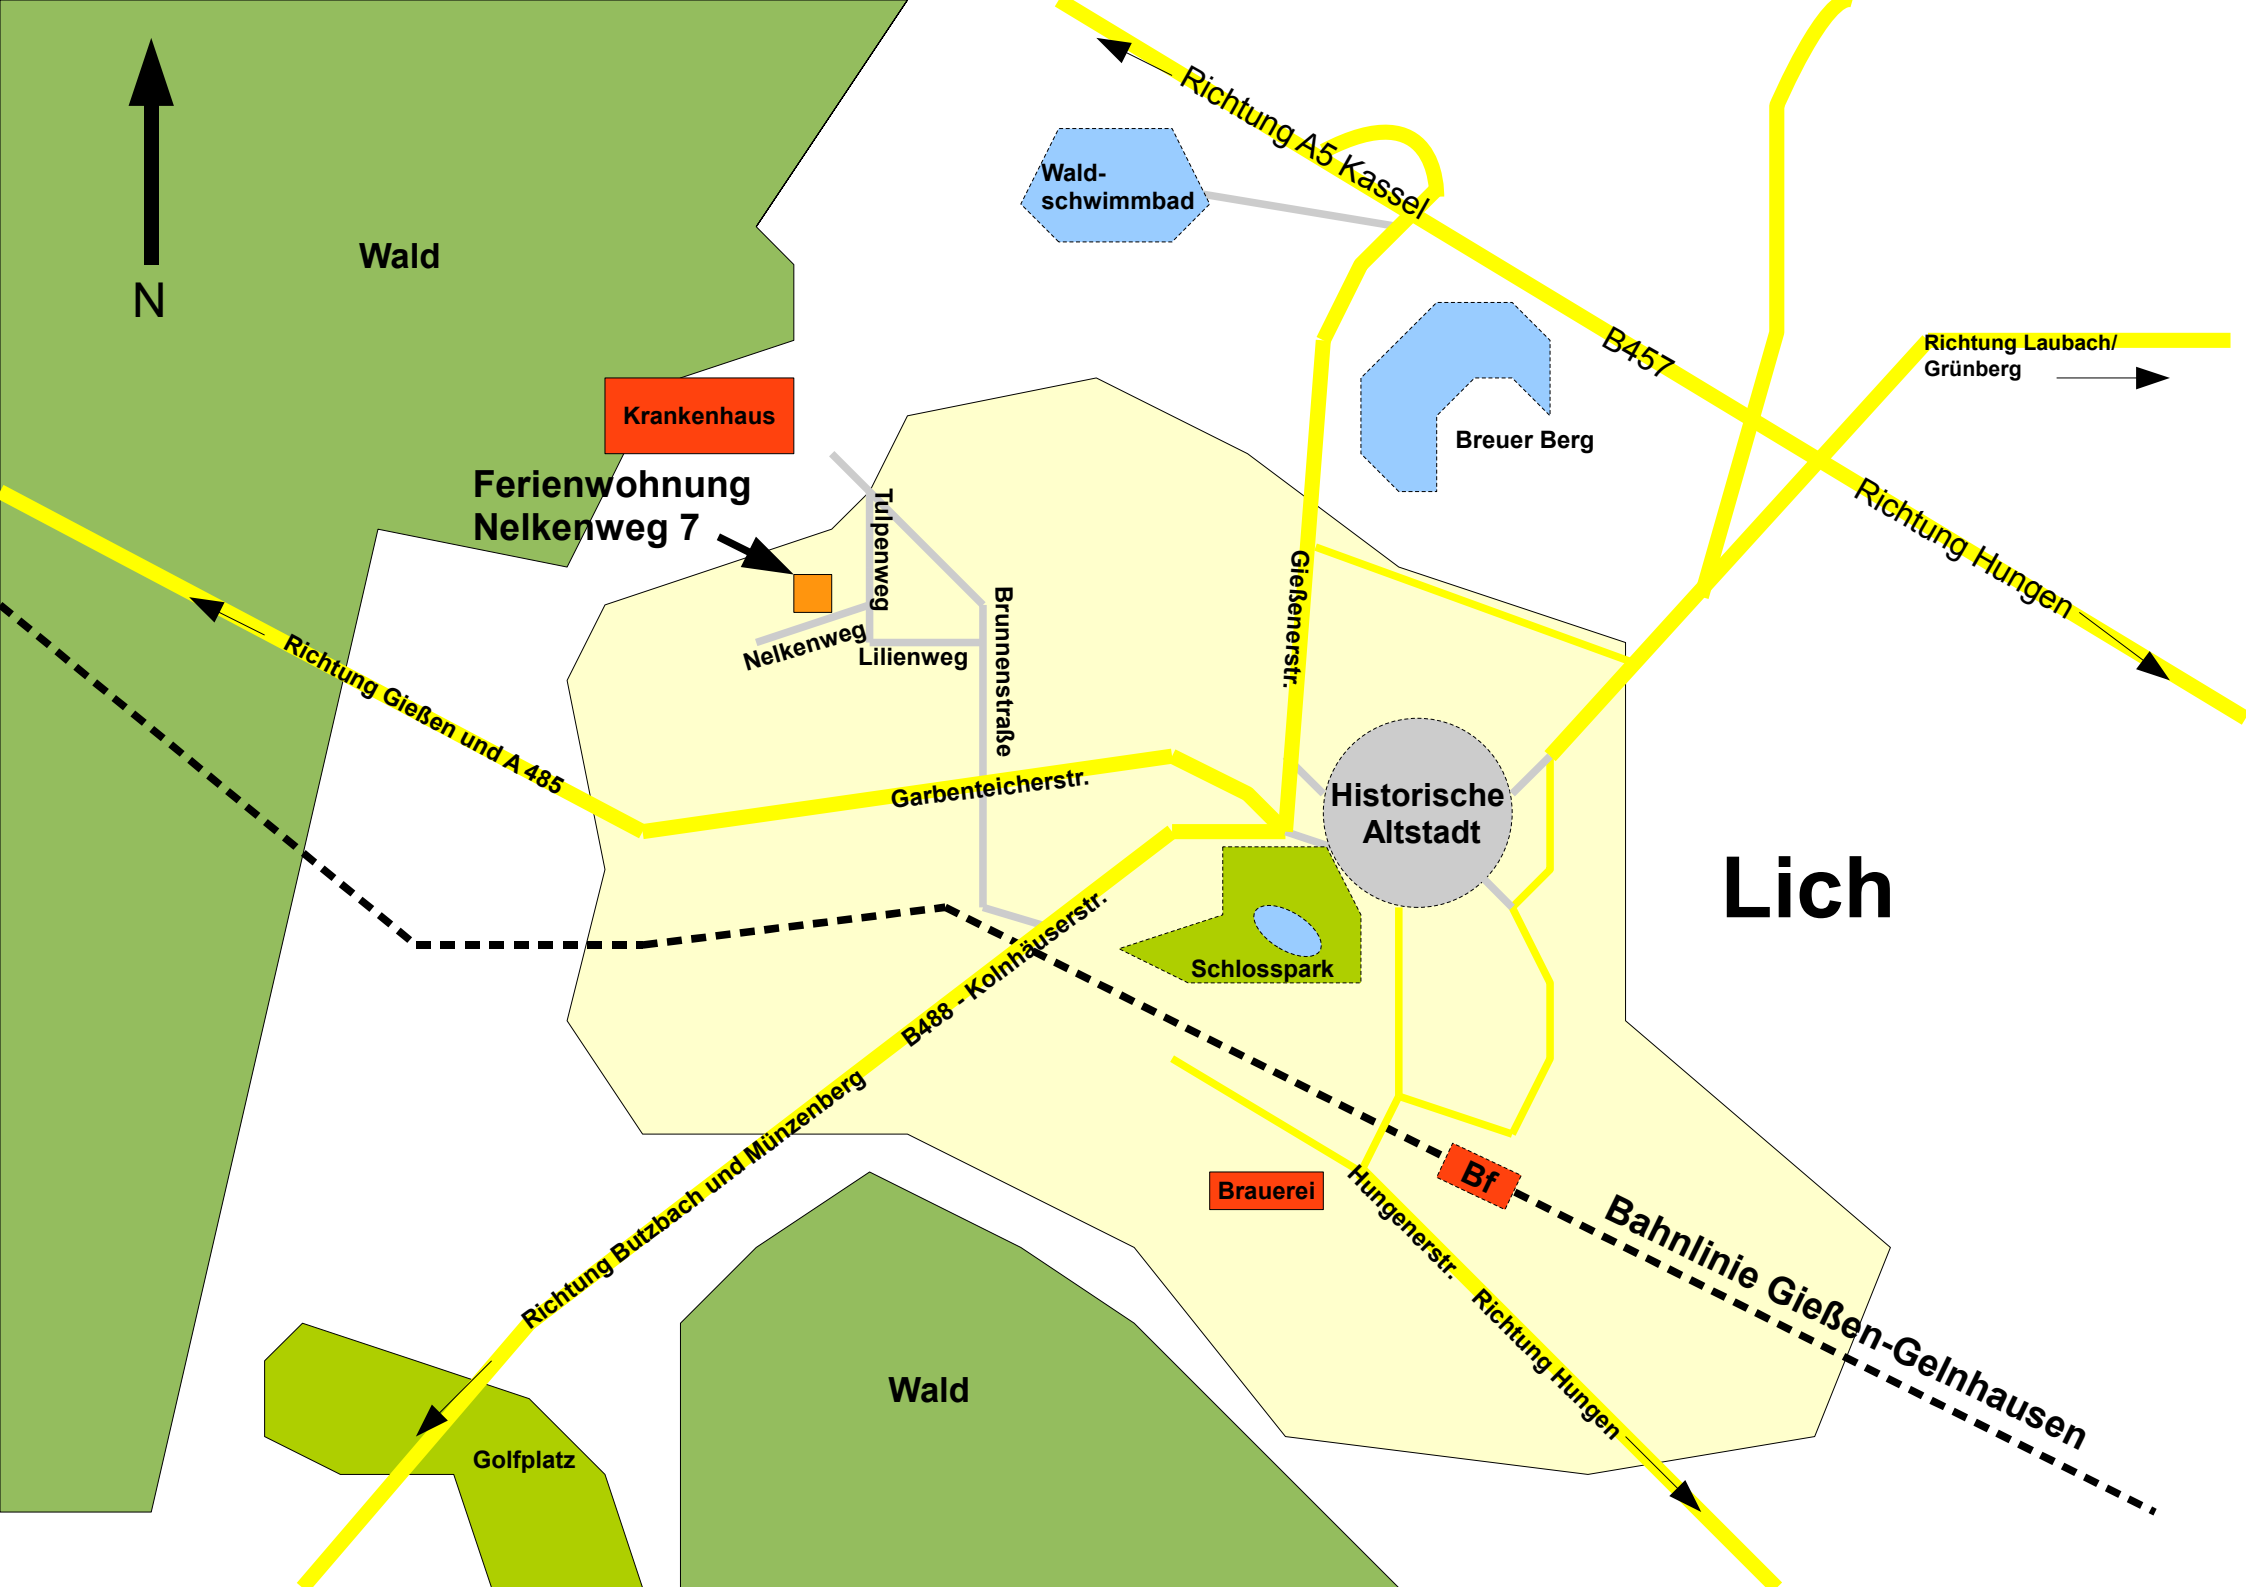 Richtung A5 Kassel
Wald-
schwimmbad
Wald
N
B457
Richtung Laubach/
Grünberg
Krankenhaus
Breuer Berg
Ferienwohnung
Nelkenweg 7
Tulpenweg
Richtung Hungen
Gießenerstr.
Brunnenstraße
Nelkenweg
Lilienweg
Richtung Gießen und A 485
Garbenteicherstr.
Historische
Altstadt
Lich
B488 - Kolnhäuserstr.
Schlosspark
Richtung Butzbach und Münzenberg
Brauerei
Bf
Hungenerstr.
Bahnlinie Gießen-Gelnhausen
Richtung Hungen
Wald
Golfplatz